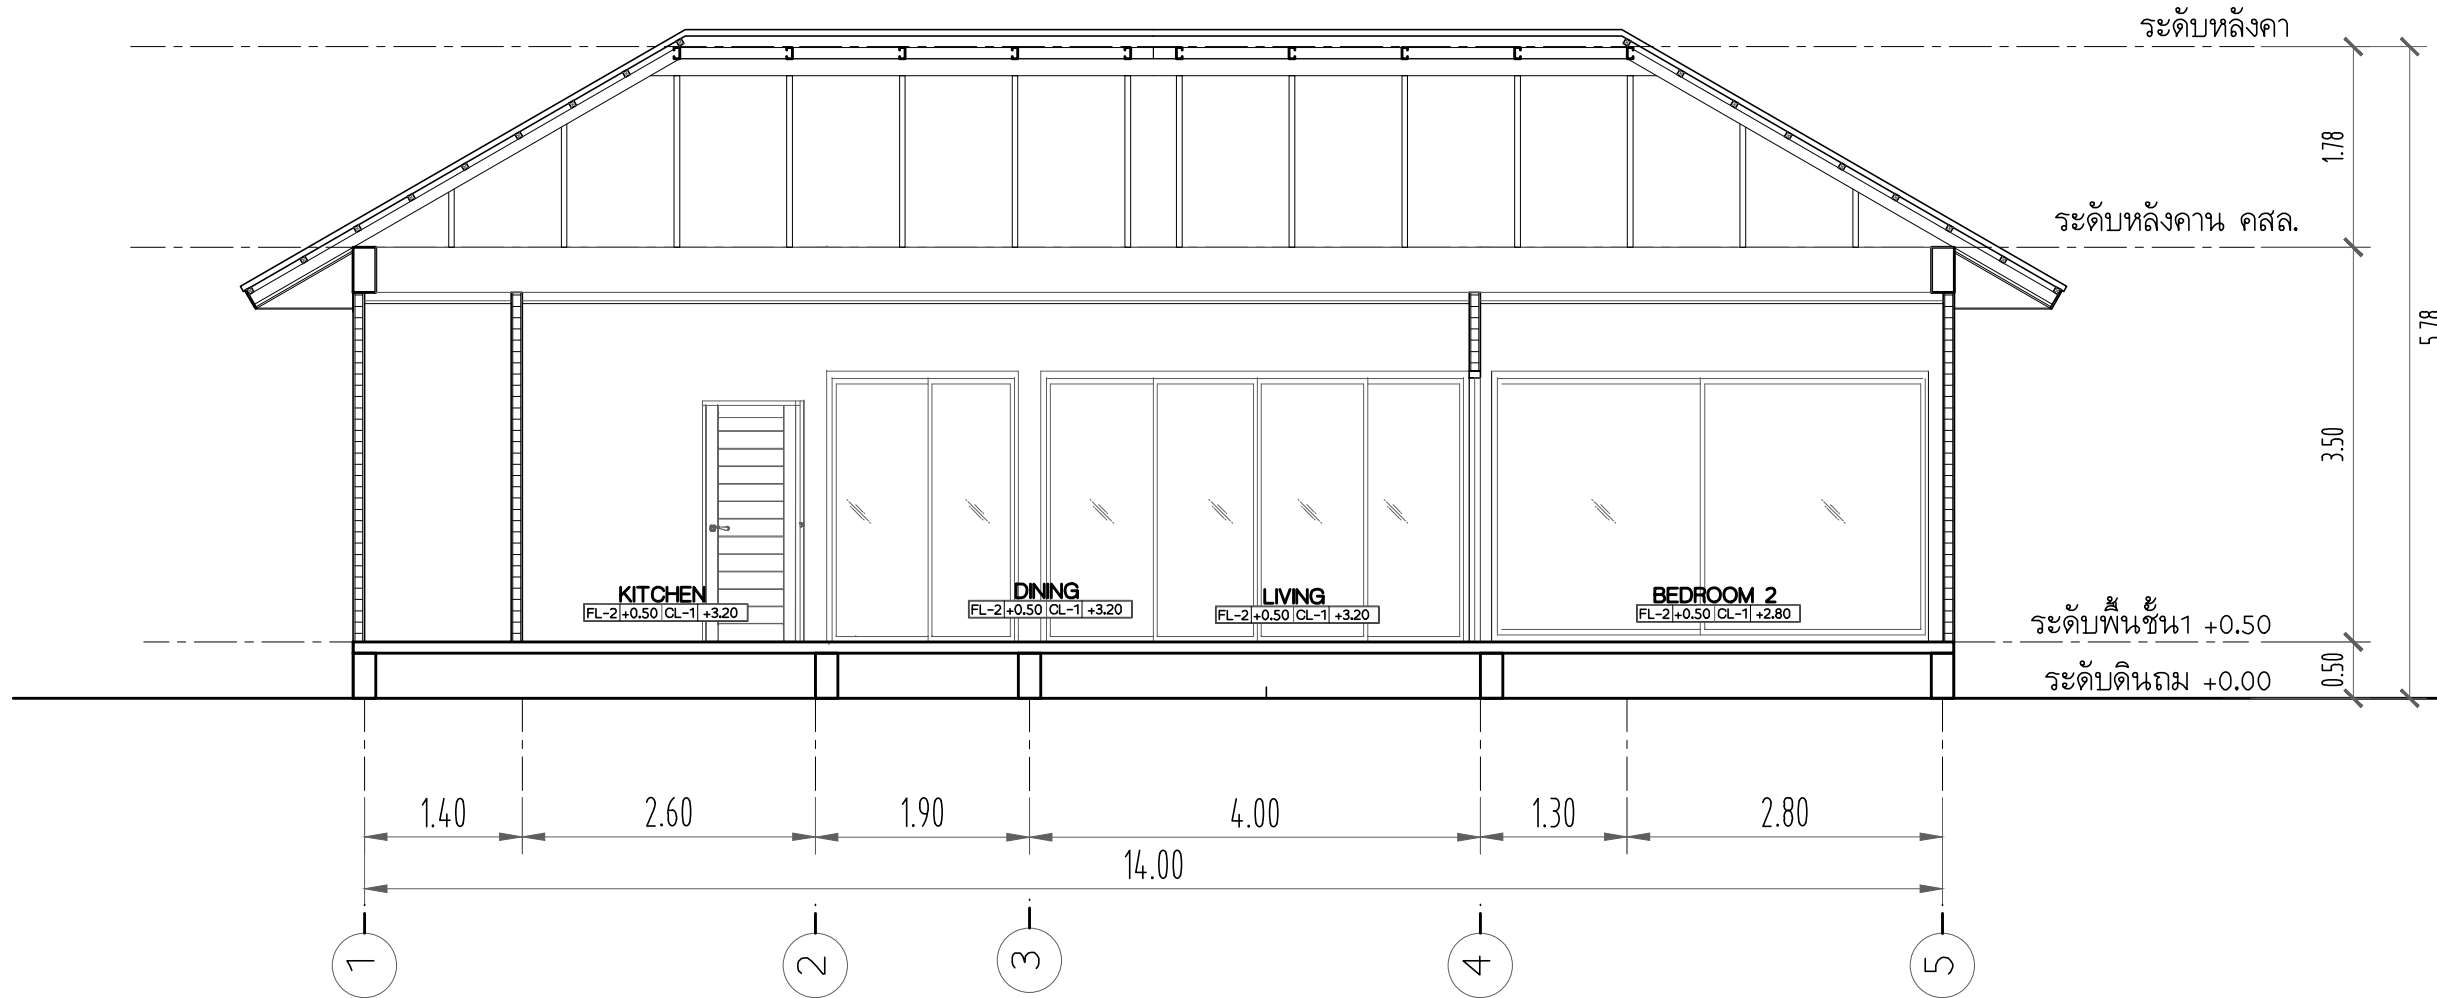 ระดับหลังคา
1.78
ระดับหลังคาน คสล.
5.78
3.50
KITCHEN
FL-2 +0.50 CL-1 +3.20
DINING
FL-2 +0.50 CL-1 +3.20
LIVING
FL-2 +0.50 CL-1 +3.20
BEDROOM 2
FL-2 +0.50 CL-1 +2.80
ระดับพื้นชั้น1 +0.50
0.50
ระดับดินถม +0.00
1.40 2.60 1.90 4.00 1.30 2.80
14.00
1 2 3 4 5